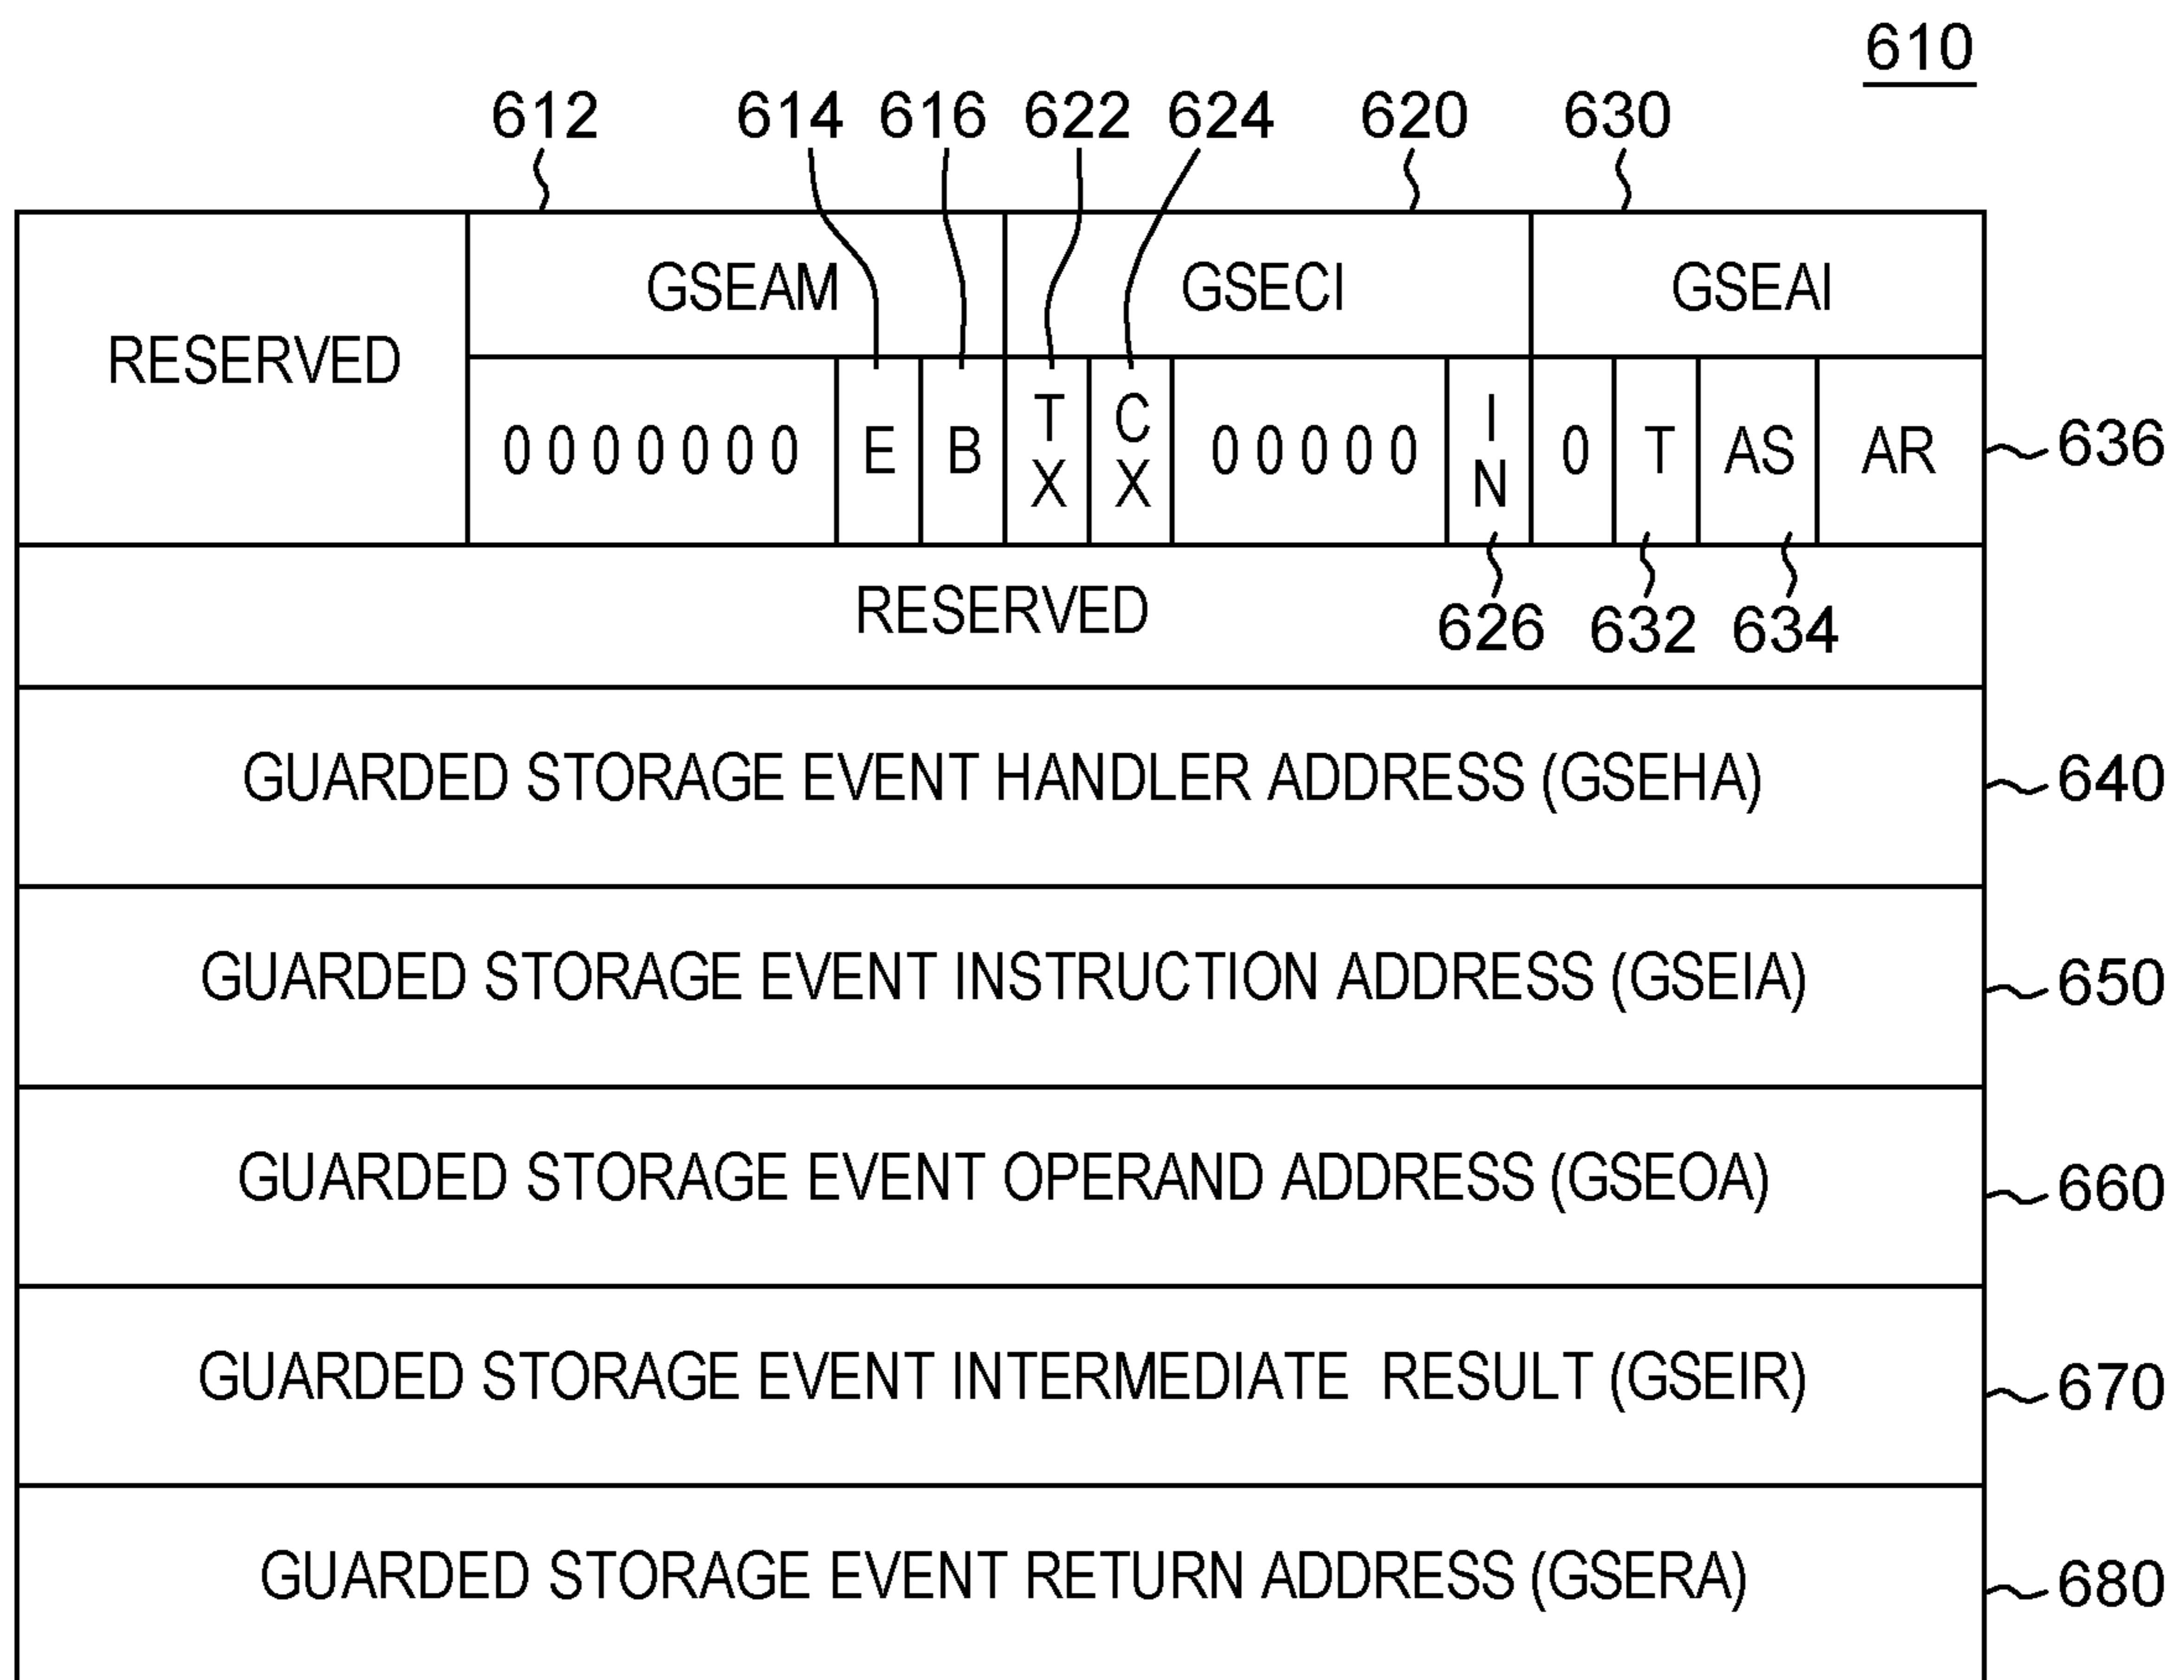 610
612 614 616 622 624 620 630
RESERVED
GSEAM GSECI GSEAI
0 0 0 0 0 0 0 E B TX CX 0 0 0 0 0 IN 0 T AS AR 636
RESERVED
626 632 634
GUARDED STORAGE EVENT HANDLER ADDRESS (GSEHA) 640
GUARDED STORAGE EVENT INSTRUCTION ADDRESS (GSEIA) 650
GUARDED STORAGE EVENT OPERAND ADDRESS (GSEOA) 660
GUARDED STORAGE EVENT INTERMEDIATE RESULT (GSEIR) 670
GUARDED STORAGE EVENT RETURN ADDRESS (GSERA) 680